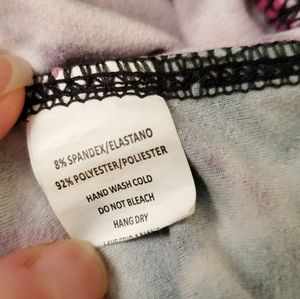 8% SPANDEX/ELASTANO
92% POLYESTER/POLIESTER
HAND WASH COLD
DO NOT BLEACH
HANG DRY